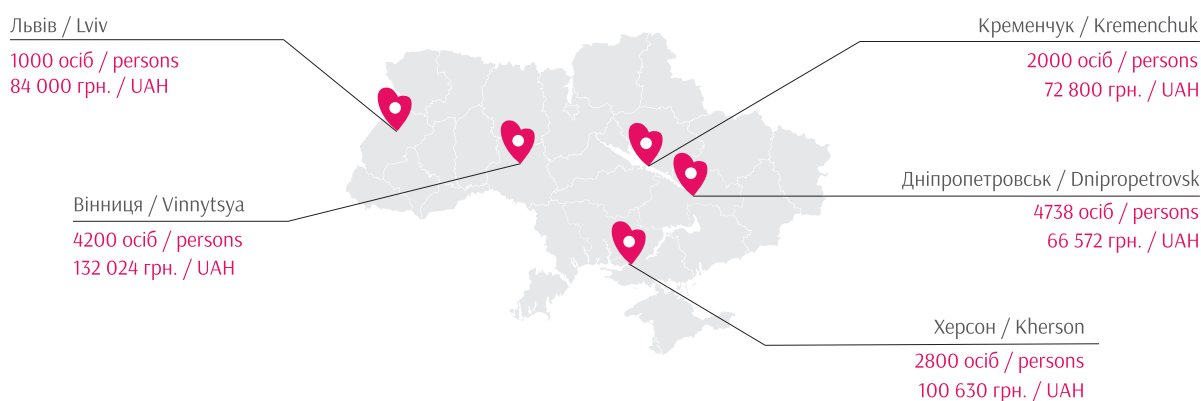 Львів / Lviv
1000 осіб / persons
84 000 грн. / UAH
Кременчук / Kremenchuk
2000 осіб / persons
72 800 грн. / UAH
Вінниця / Vinnytsya
4200 осіб / persons
132 024 грн. / UAH
Дніпропетровськ / Dnipropetrovsk
4738 осіб / persons
66 572 грн. / UAH
Херсон / Kherson
2800 осіб / persons
100 630 грн. / UAH